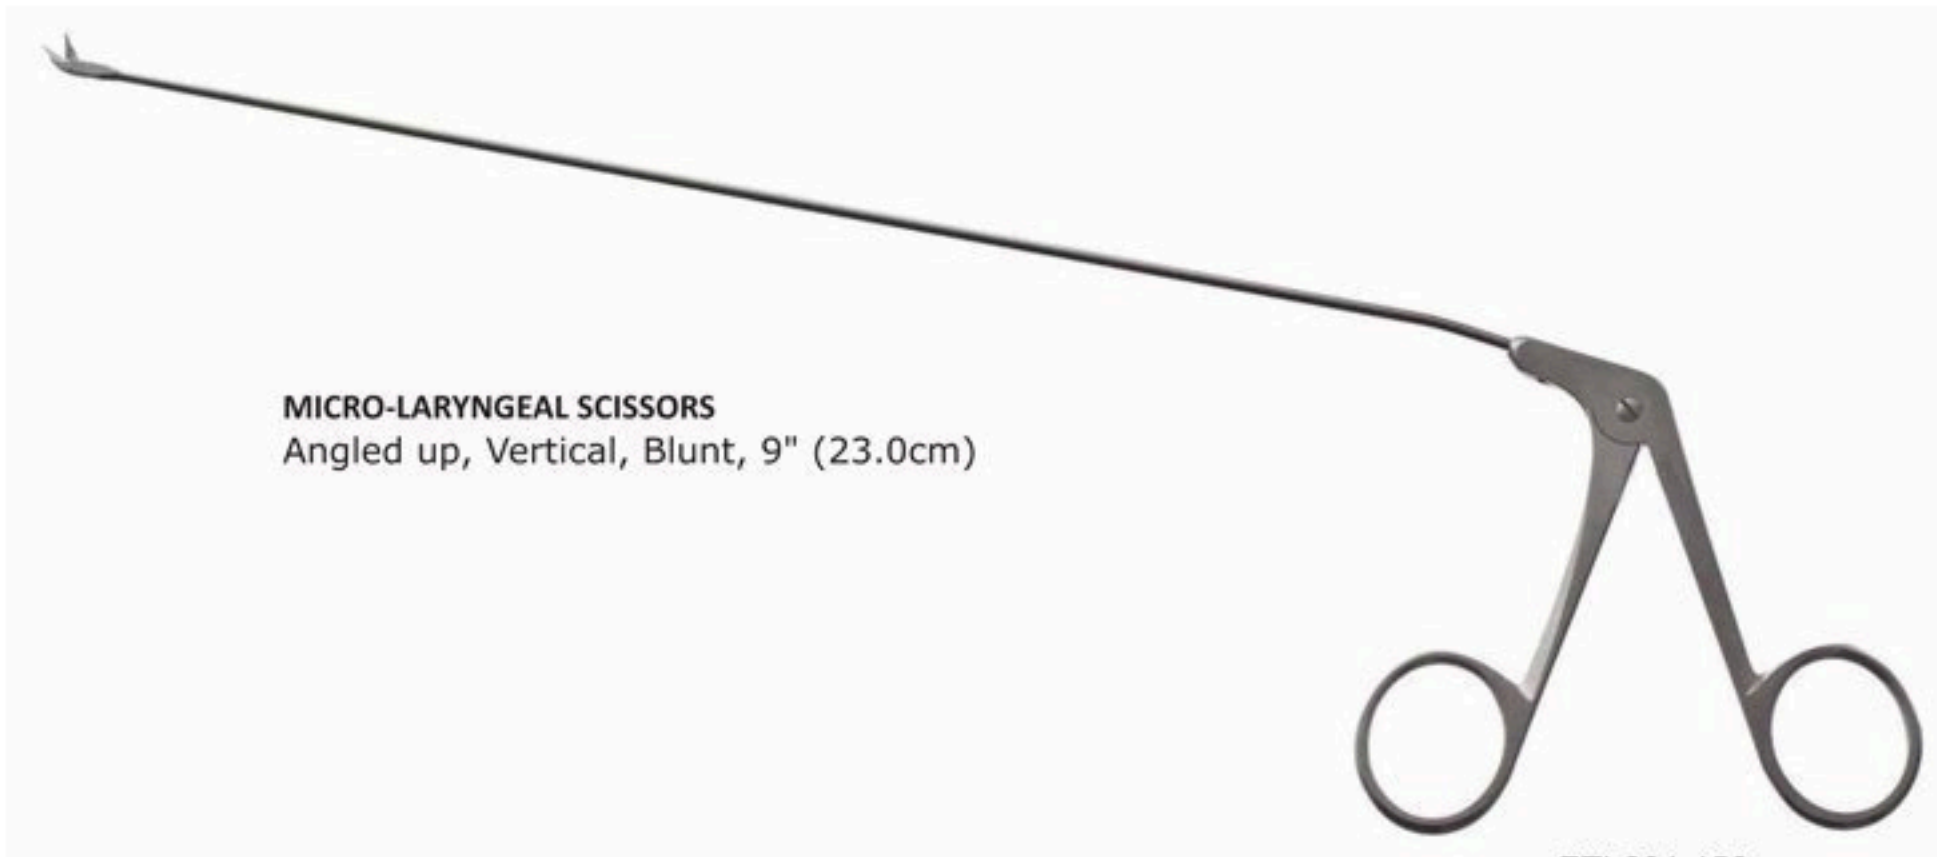 MICRO-LARYNGEAL SCISSORS
Angled up, Vertical, Blunt, 9" (23.0cm)